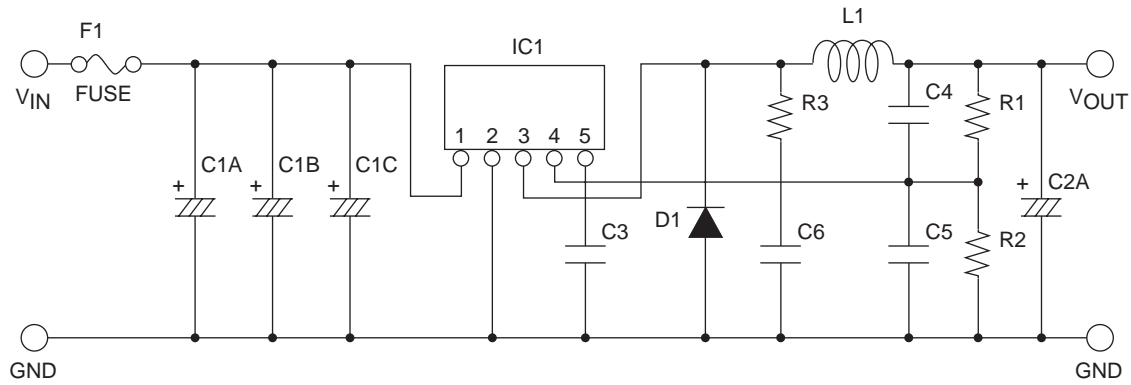 F1
IC1
L1
VIN
FUSE
C1A
C1B
C1C
1 2 3 4 5
R3
C4
R1
VOUT
+
+
+
C3
D1
C6
C5
R2
+
C2A
GND
GND